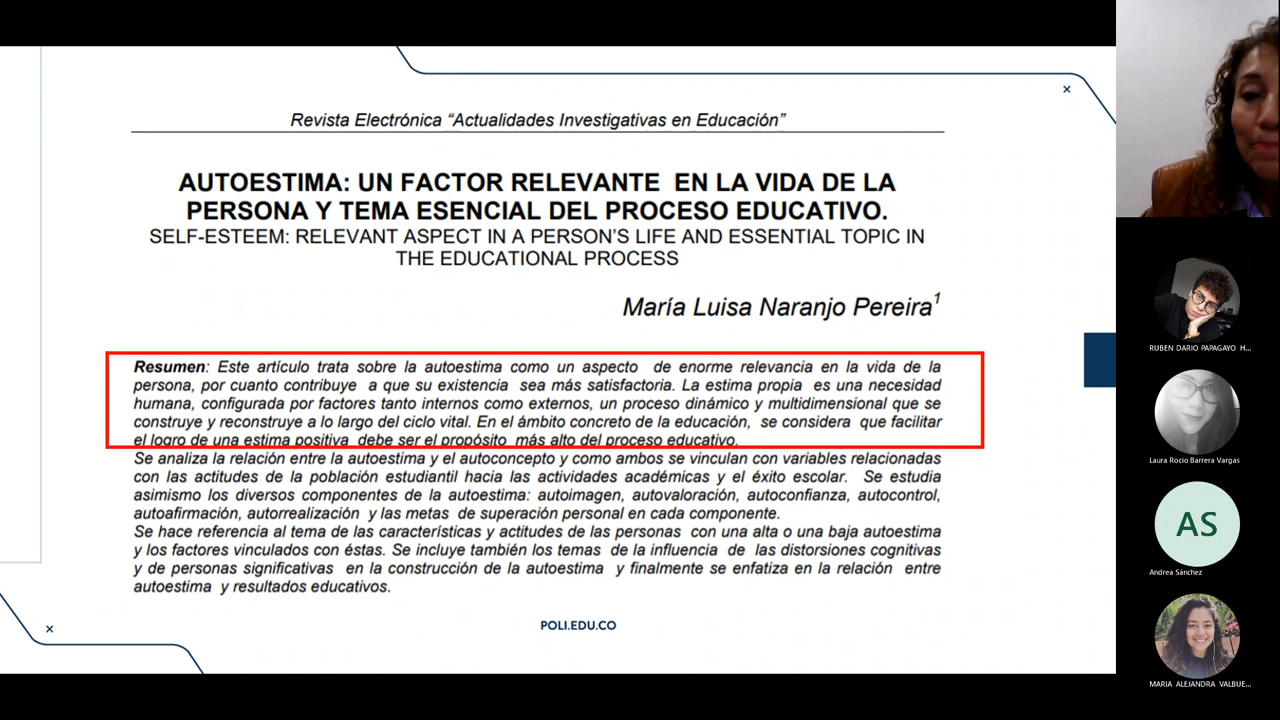 Revista Electrónica “Actualidades Investigativas en Educación”
AUTOESTIMA: UN FACTOR RELEVANTE EN LA VIDA DE LA
PERSONA Y TEMA ESENCIAL DEL PROCESO EDUCATIVO.
SELF-ESTEEM: RELEVANT ASPECT IN A PERSON’S LIFE AND ESSENTIAL TOPIC IN
THE EDUCATIONAL PROCESS
María Luisa Naranjo Pereira1
Resumen: Este artículo trata sobre la autoestima como un aspecto de enorme relevancia en la vida de la
persona, por cuanto contribuye a que su existencia sea más satisfactoria. La estima propia es una necesidad
humana, configurada por factores tanto internos como externos, un proceso dinámico y multidimensional que se
construye y reconstruye a lo largo del ciclo vital. En el ámbito concreto de la educación, se considera que facilitar
el logro de una estima positiva debe ser el propósito más alto del proceso educativo.
Se analiza la relación entre la autoestima y el autoconcepto y como ambos se vinculan con variables relacionadas
con las actitudes de la población estudiantil hacia las actividades académicas y el éxito escolar. Se estudia
asimismo los diversos componentes de la autoestima: autoimagen, autovaloración, autoconfianza, autocontrol,
autoafirmación, autorrealización y las metas de superación personal en cada componente.
Se hace referencia al tema de las características y actitudes de las personas con una alta o una baja autoestima
y los factores vinculados con éstas. Se incluye también los temas de la influencia de las distorsiones cognitivas
y de personas significativas en la construcción de la autoestima y finalmente se enfatiza en la relación entre
autoestima y resultados educativos.
POLI.EDU.CO
RUBEN DARIO PAPAGAYO H...
Laura Rocio Barrera Vargas
AS
Andrea Sánchez
MARIA ALEJANDRA VALBUE...